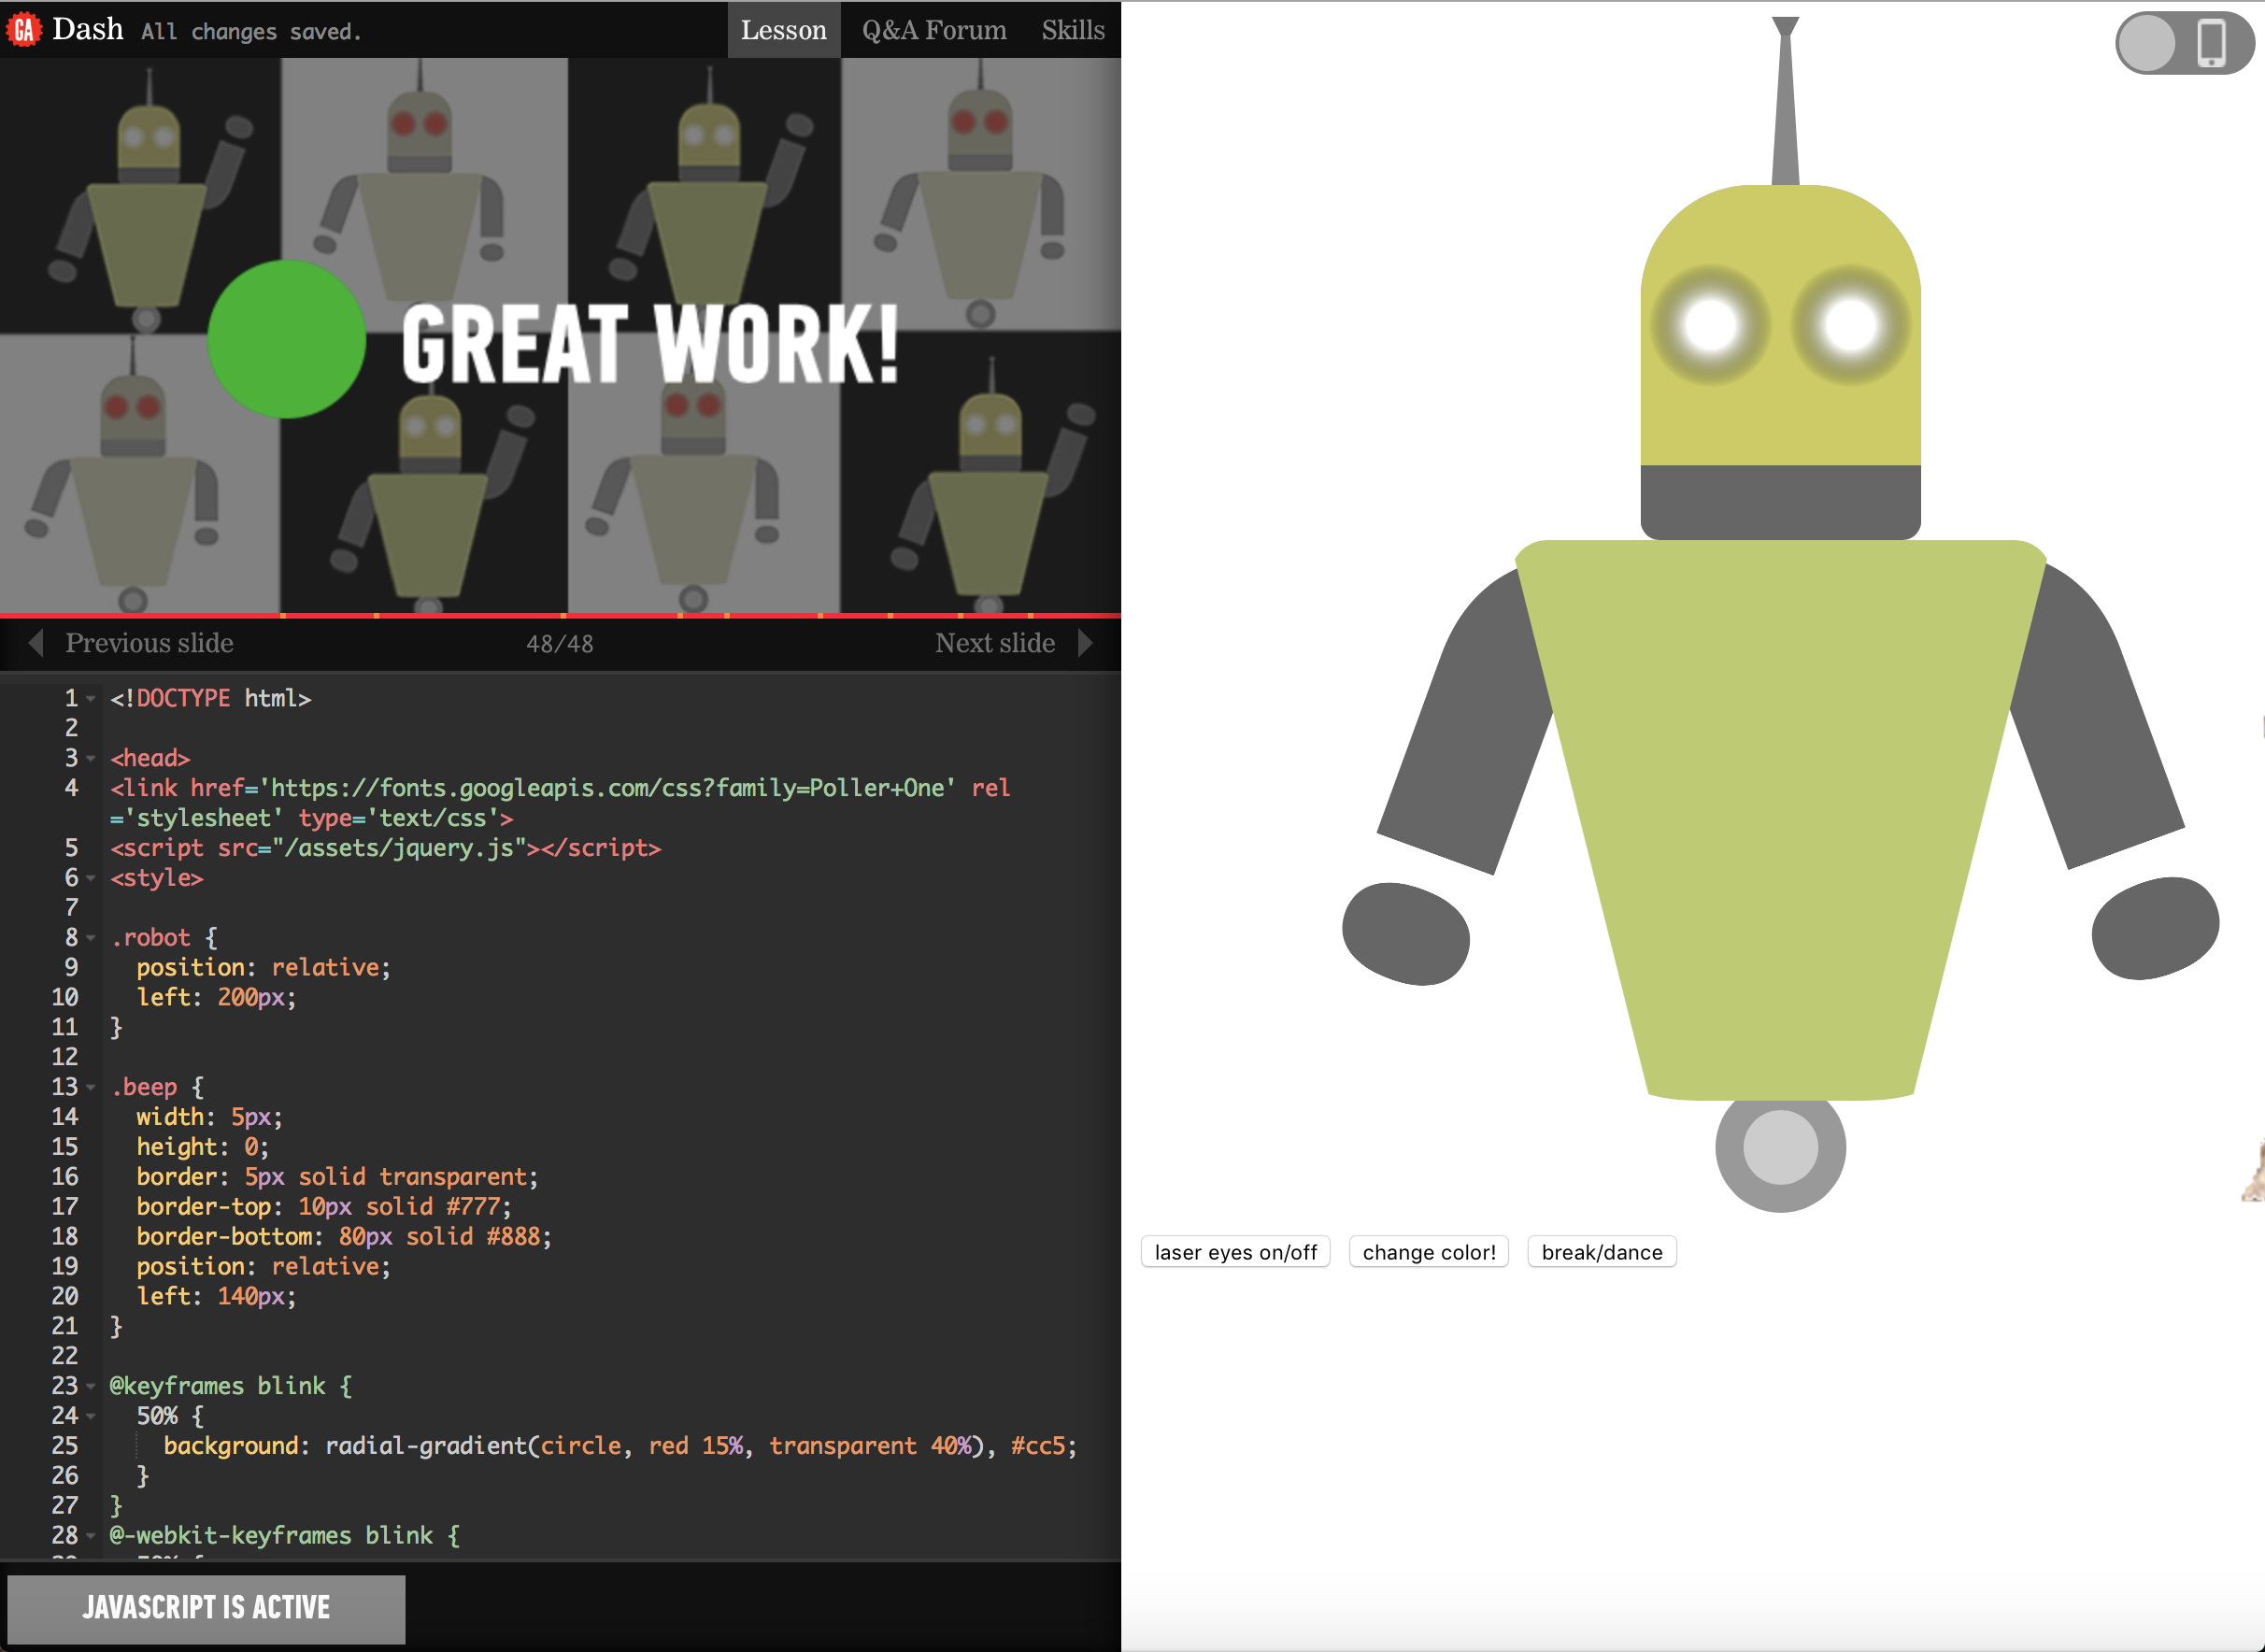 GA Dash All changes saved. Lesson Q&A Forum Skills
GREAT WORK!
Previous slide 48/48 Next slide
1 <!DOCTYPE html>
2
3 <head>
4 <link href='https://fonts.googleapis.com/css?family=Poller+One' rel
='stylesheet' type='text/css'>
5 <script src="/assets/jquery.js"></script>
6 <style>
7
8 .robot {
9 position: relative;
10 left: 200px;
11 }
12
13 .beep {
14 width: 5px;
15 height: 0;
16 border: 5px solid transparent;
17 border-top: 10px solid #777;
18 border-bottom: 80px solid #888;
19 position: relative;
20 left: 140px;
21 }
22
23 @keyframes blink {
24 50% {
25 background: radial-gradient(circle, red 15%, transparent 40%), #cc5;
26 }
27 }
28 @-webkit-keyframes blink {
JAVASCRIPT IS ACTIVE
laser eyes on/off change color! break/dance